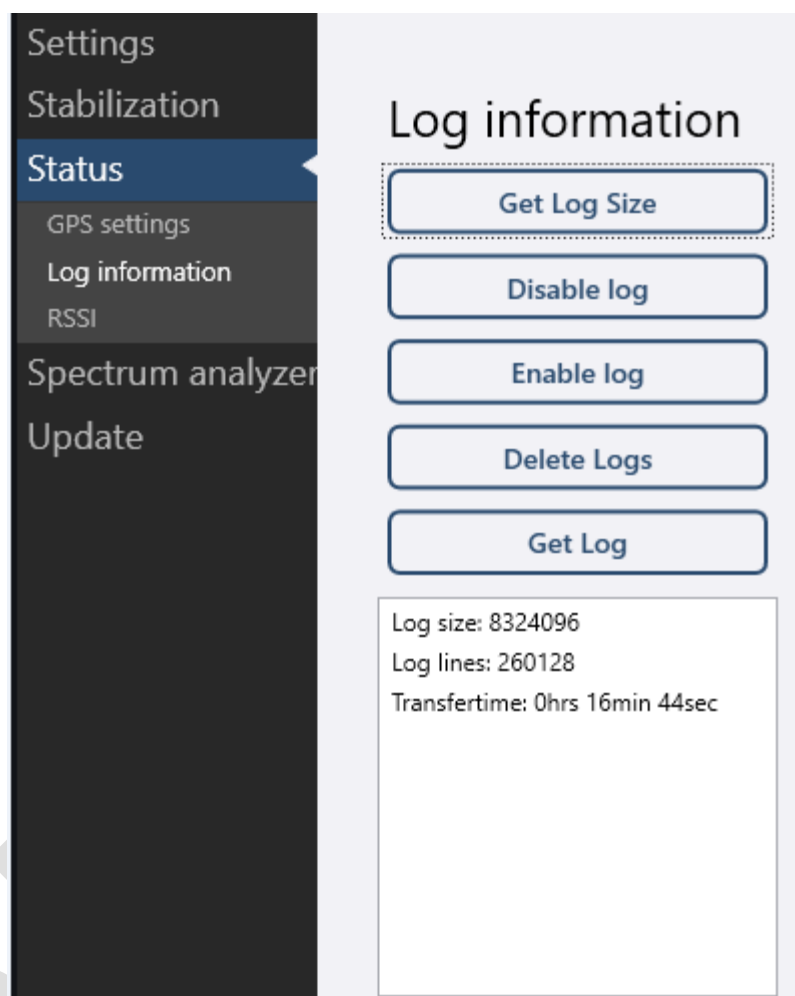 Settings
Stabilization
Status
GPS settings
Log information
RSSI
Spectrum analyzer
Update
Log information
Get Log Size
Disable log
Enable log
Delete Logs
Get Log
Log size: 8324096
Log lines: 260128
Transfertime: 0hrs 16min 44sec